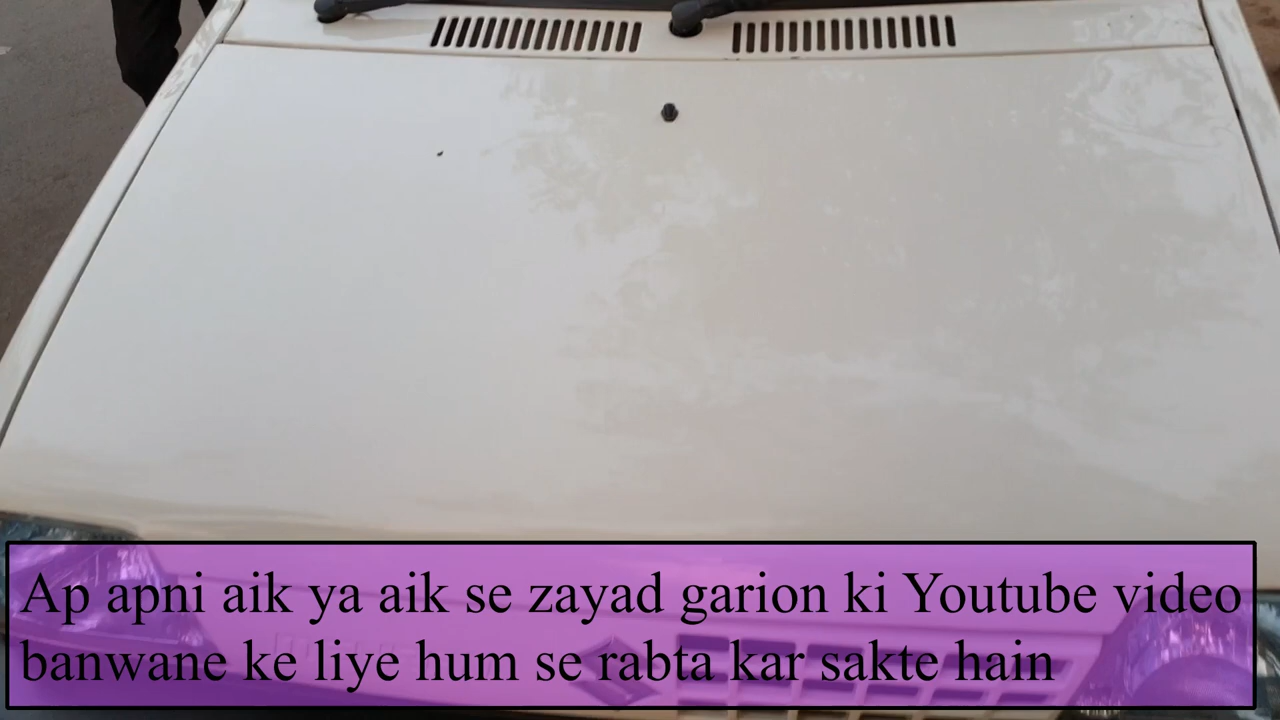 Ap apni aik ya aik se zayad garion ki Youtube video
banwane ke liye hum se rabta kar sakte hain